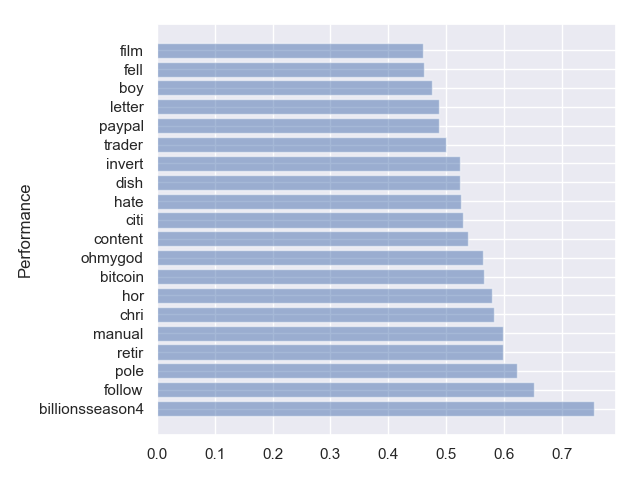 film
fell
boy
letter
paypal
trader
invert
dish
hate
citi
content
ohmygod
bitcoin
hor
chri
manual
retir
pole
follow
billionsseason4
Performance
0.0 0.1 0.2 0.3 0.4 0.5 0.6 0.7